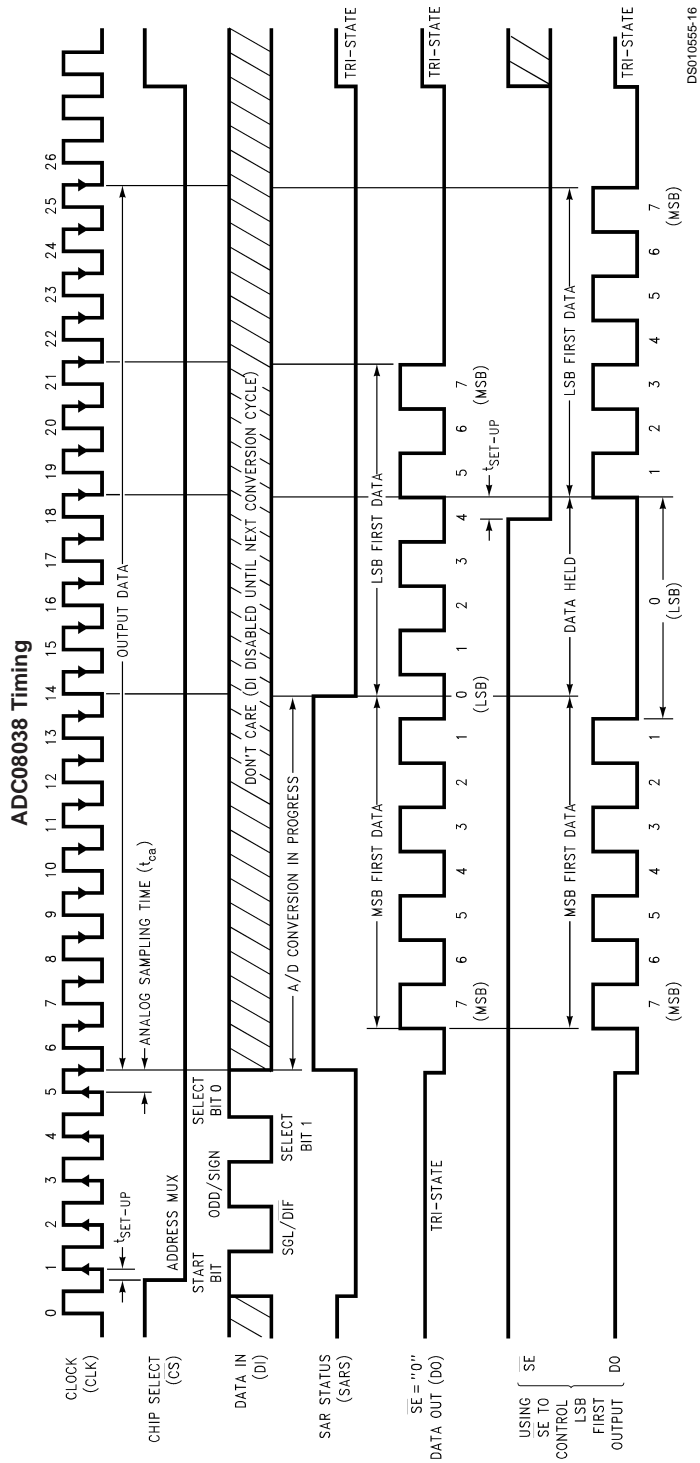 ADC08038 Timing
0 1 2 3 4 5 6 7 8 9 10 11 12 13 14 15 16 17 18 19 20 21 22 23 24 25 26
CLOCK
(CLK)
tSET-UP
ANALOG SAMPLING TIME (tca)
OUTPUT DATA
CHIP SELECT
(CS)
ADDRESS MUX
START
BIT
ODD/SIGN
SELECT
BIT 0
DATA IN
(DI)
SGL/DIF
SELECT
BIT 1
DON'T CARE (DI DISABLED UNTIL NEXT CONVERSION CYCLE)
A/D CONVERSION IN PROGRESS
SAR STATUS
(SARS)
TRI-STATE
MSB FIRST DATA
LSB FIRST DATA
SE = "0"
DATA OUT (DO)
TRI-STATE
TRI-STATE
7 6 5 4 3 2 1 0 1 2 3 4 5 6 7
(MSB) (LSB) (MSB)
tSET-UP
USING
SE TO
CONTROL
LSB
FIRST
OUTPUT
SE
MSB FIRST DATA
DATA HELD
LSB FIRST DATA
DO
TRI-STATE
7 6 5 4 3 2 1 0 1 2 3 4 5 6 7
(MSB) (LSB) (MSB)
DS010555-16